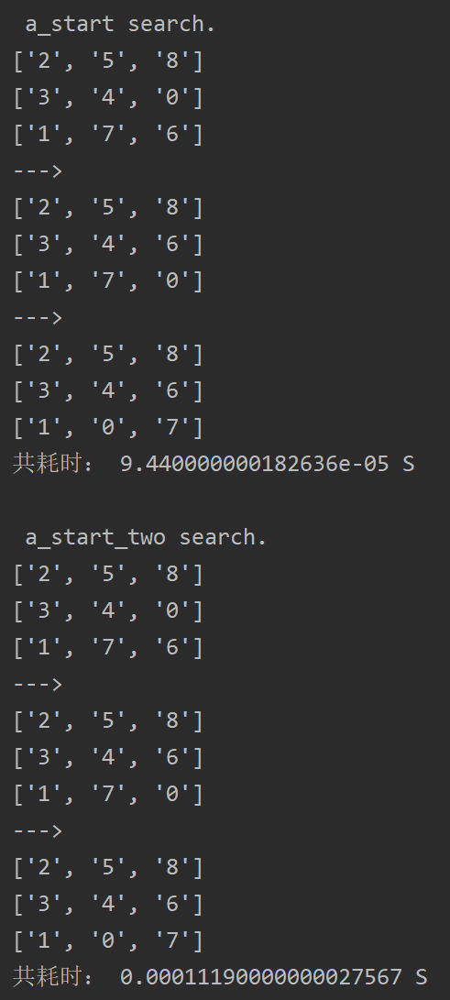 a_start search.
['2', '5', '8']
['3', '4', '0']
['1', '7', '6']
--->
['2', '5', '8']
['3', '4', '6']
['1', '7', '0']
--->
['2', '5', '8']
['3', '4', '6']
['1', '0', '7']
共耗时： 9.440000000182636e-05 S
a_start_two search.
['2', '5', '8']
['3', '4', '0']
['1', '7', '6']
--->
['2', '5', '8']
['3', '4', '6']
['1', '7', '0']
--->
['2', '5', '8']
['3', '4', '6']
['1', '0', '7']
共耗时： 0.00011190000000027567 S